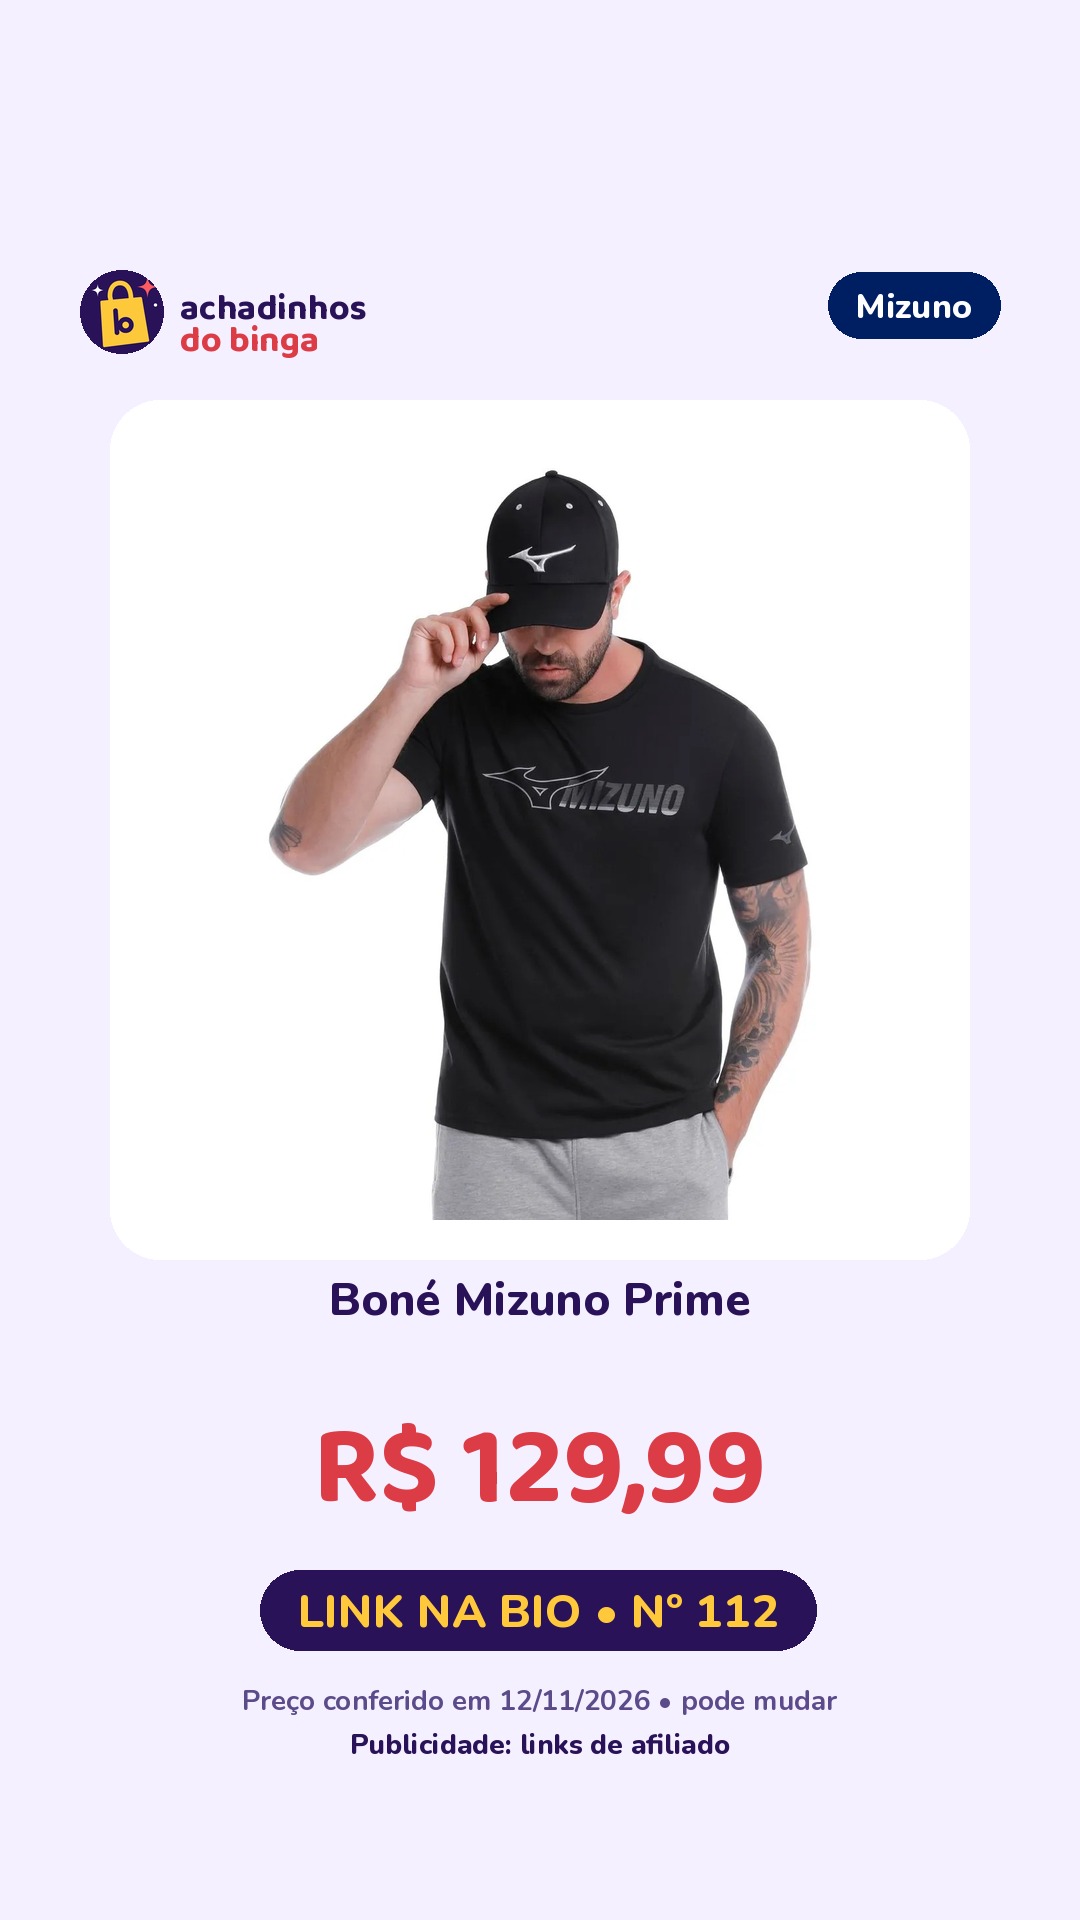 b
achadinhos
do binga
Mizuno
MIZUNO
Boné Mizuno Prime
R$ 129,99
LINK NA BIO • Nº 112
Preço conferido em 12/11/2026 • pode mudar
Publicidade: links de afiliado